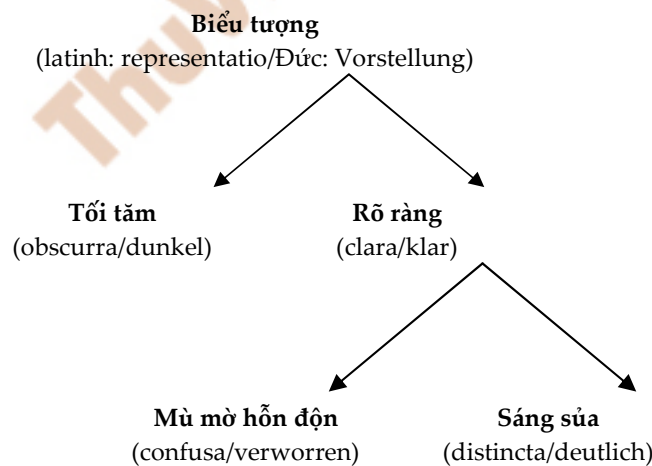 Biểu tượng
(latinh: representatio/Đức: Vorstellung)
Tối tăm
(obscurra/dunkel)
Rõ ràng
(clara/klar)
Mù mờ hỗn độn
(confusa/verworren)
Sáng sủa
(distincta/deutlich)